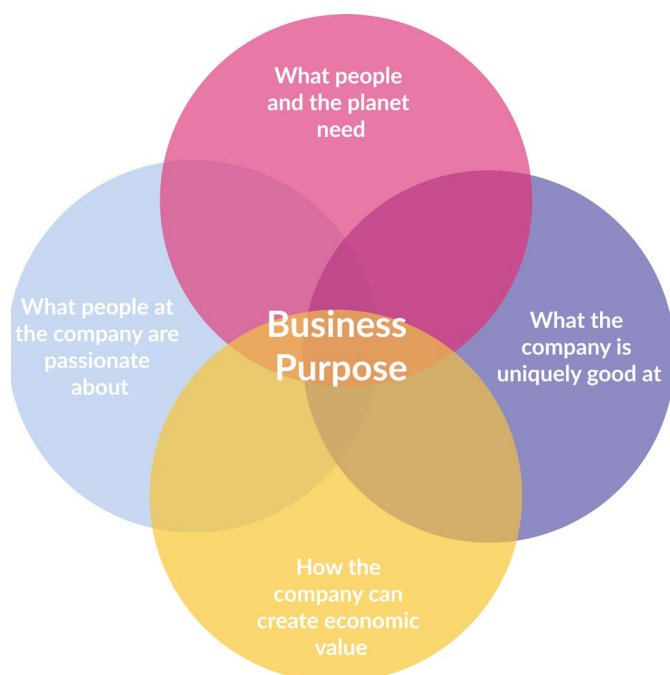 What people
and the planet
need
What people at
the company are
passionate
about
Business
Purpose
What the
company is
uniquely good at
How the
company can
create economic
value